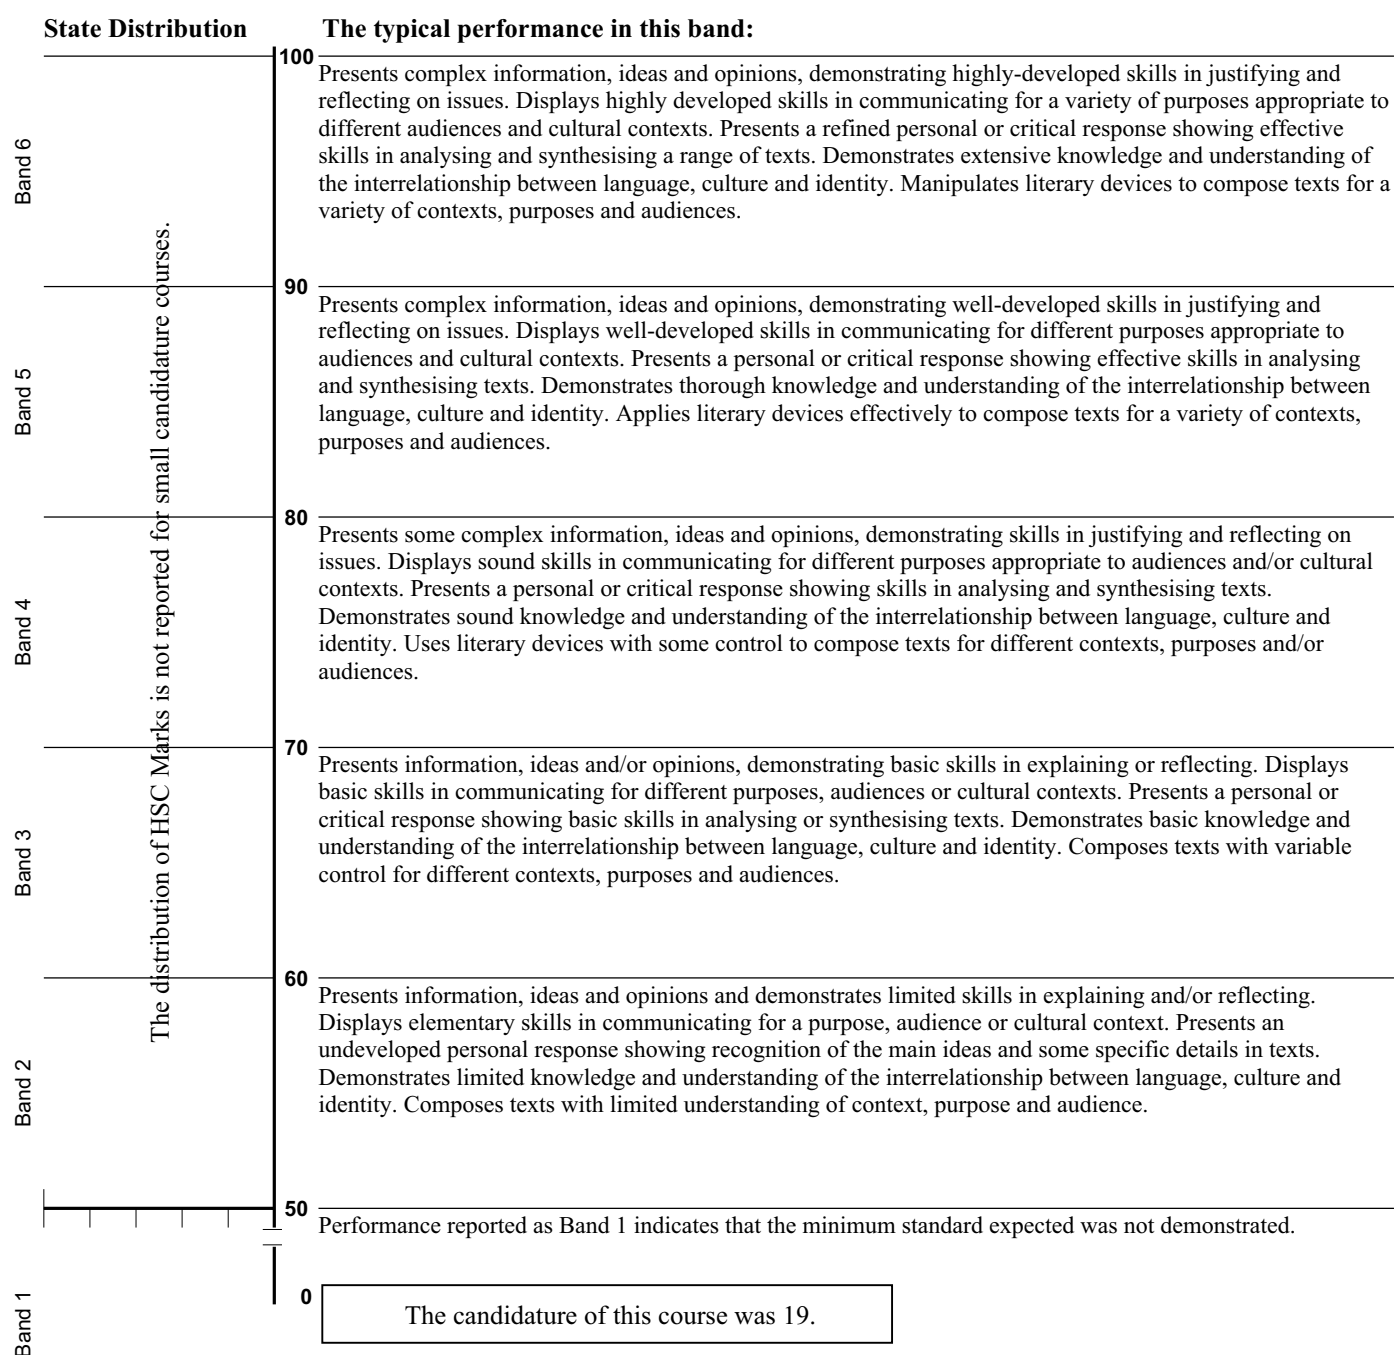 State Distribution
The typical performance in this band:
100
Presents complex information, ideas and opinions, demonstrating highly-developed skills in justifying and
reflecting on issues. Displays highly developed skills in communicating for a variety of purposes appropriate to
different audiences and cultural contexts. Presents a refined personal or critical response showing effective
skills in analysing and synthesising a range of texts. Demonstrates extensive knowledge and understanding of
the interrelationship between language, culture and identity. Manipulates literary devices to compose texts for a
variety of contexts, purposes and audiences.
Band 6
The distribution of HSC Marks is not reported for small candidature courses.
90
Presents complex information, ideas and opinions, demonstrating well-developed skills in justifying and
reflecting on issues. Displays well-developed skills in communicating for different purposes appropriate to
audiences and cultural contexts. Presents a personal or critical response showing effective skills in analysing
and synthesising texts. Demonstrates thorough knowledge and understanding of the interrelationship between
language, culture and identity. Applies literary devices effectively to compose texts for a variety of contexts,
purposes and audiences.
Band 5
80
Presents some complex information, ideas and opinions, demonstrating skills in justifying and reflecting on
issues. Displays sound skills in communicating for different purposes appropriate to audiences and/or cultural
contexts. Presents a personal or critical response showing skills in analysing and synthesising texts.
Demonstrates sound knowledge and understanding of the interrelationship between language, culture and
identity. Uses literary devices with some control to compose texts for different contexts, purposes and/or
audiences.
Band 4
70
Presents information, ideas and/or opinions, demonstrating basic skills in explaining or reflecting. Displays
basic skills in communicating for different purposes, audiences or cultural contexts. Presents a personal or
critical response showing basic skills in analysing or synthesising texts. Demonstrates basic knowledge and
understanding of the interrelationship between language, culture and identity. Composes texts with variable
control for different contexts, purposes and audiences.
Band 3
60
Presents information, ideas and opinions and demonstrates limited skills in explaining and/or reflecting.
Displays elementary skills in communicating for a purpose, audience or cultural context. Presents an
undeveloped personal response showing recognition of the main ideas and some specific details in texts.
Demonstrates limited knowledge and understanding of the interrelationship between language, culture and
identity. Composes texts with limited understanding of context, purpose and audience.
Band 2
50
Performance reported as Band 1 indicates that the minimum standard expected was not demonstrated.
0
Band 1
The candidature of this course was 19.